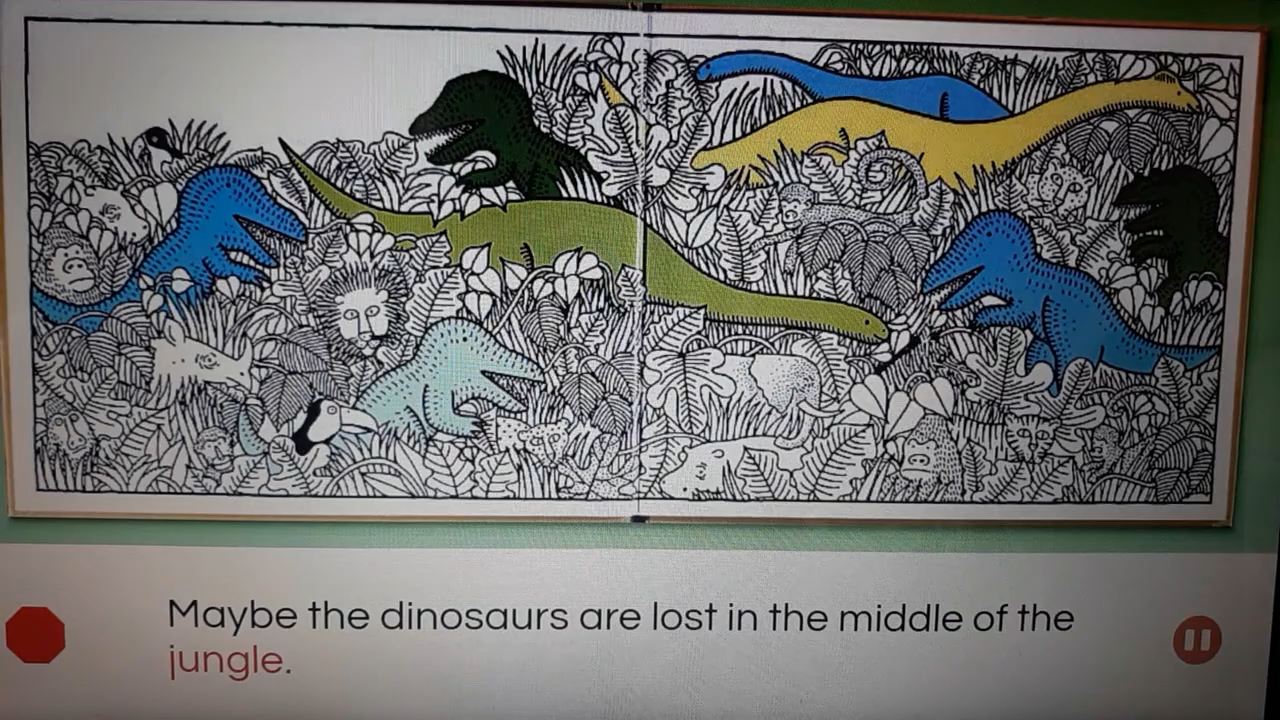 Maybe the dinosaurs are lost in the middle of the
jungle.